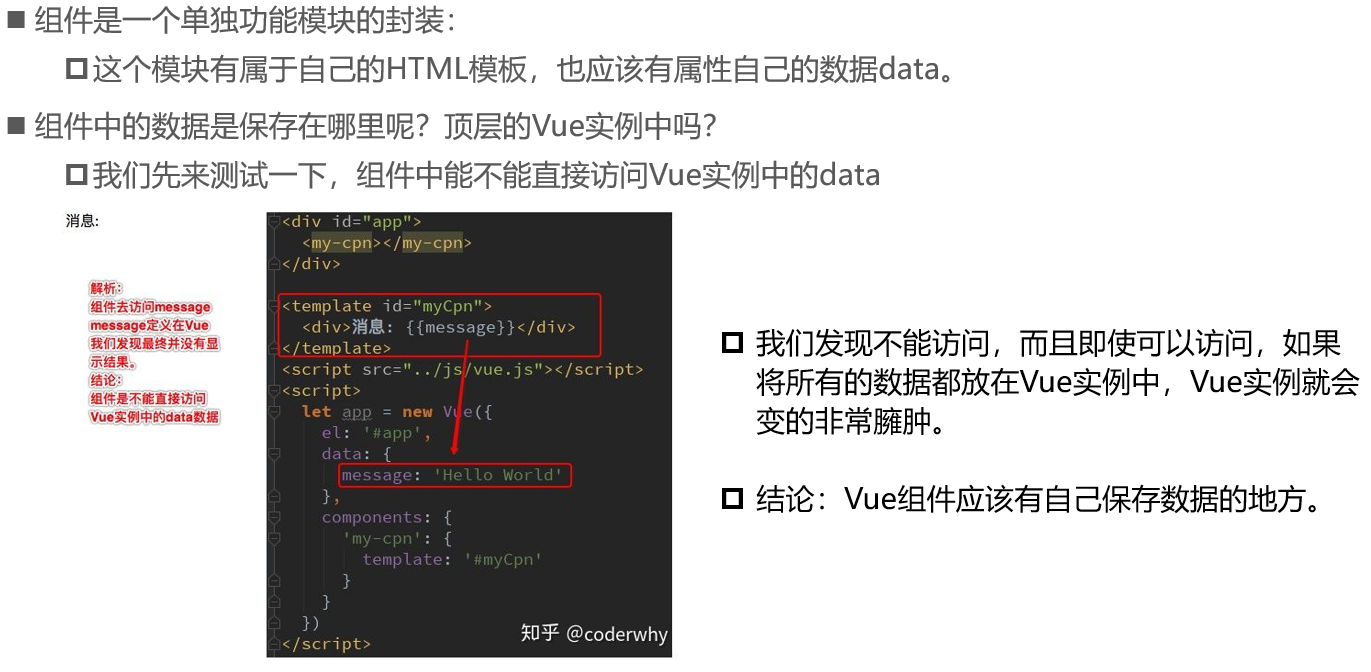 ■ 组件是一个单独功能模块的封装：
这个模块有属于自己的HTML模板，也应该有属性自己的数据data。
■ 组件中的数据是保存在哪里呢？顶层的Vue实例中吗？
我们先来测试一下，组件中能不能直接访问Vue实例中的data
消息:
解析：
组件去访问message
message定义在Vue
我们发现最终并没有显
示结果。
结论：
组件是不能直接访问
Vue实例中的data数据
<div id="app">
<my-cpn></my-cpn>
</div>
<template id="myCpn">
<div>消息: {{message}}</div>
</template>
<script src="../js/vue.js"></script>
<script>
let app = new Vue({
el: '#app',
data: {
message: 'Hello World'
},
components: {
'my-cpn': {
template: '#myCpn'
}
}
})
</script>
知乎 @coderwhy
我们发现不能访问，而且即使可以访问，如果
将所有的数据都放在Vue实例中，Vue实例就会
变的非常臃肿。
结论：Vue组件应该有自己保存数据的地方。